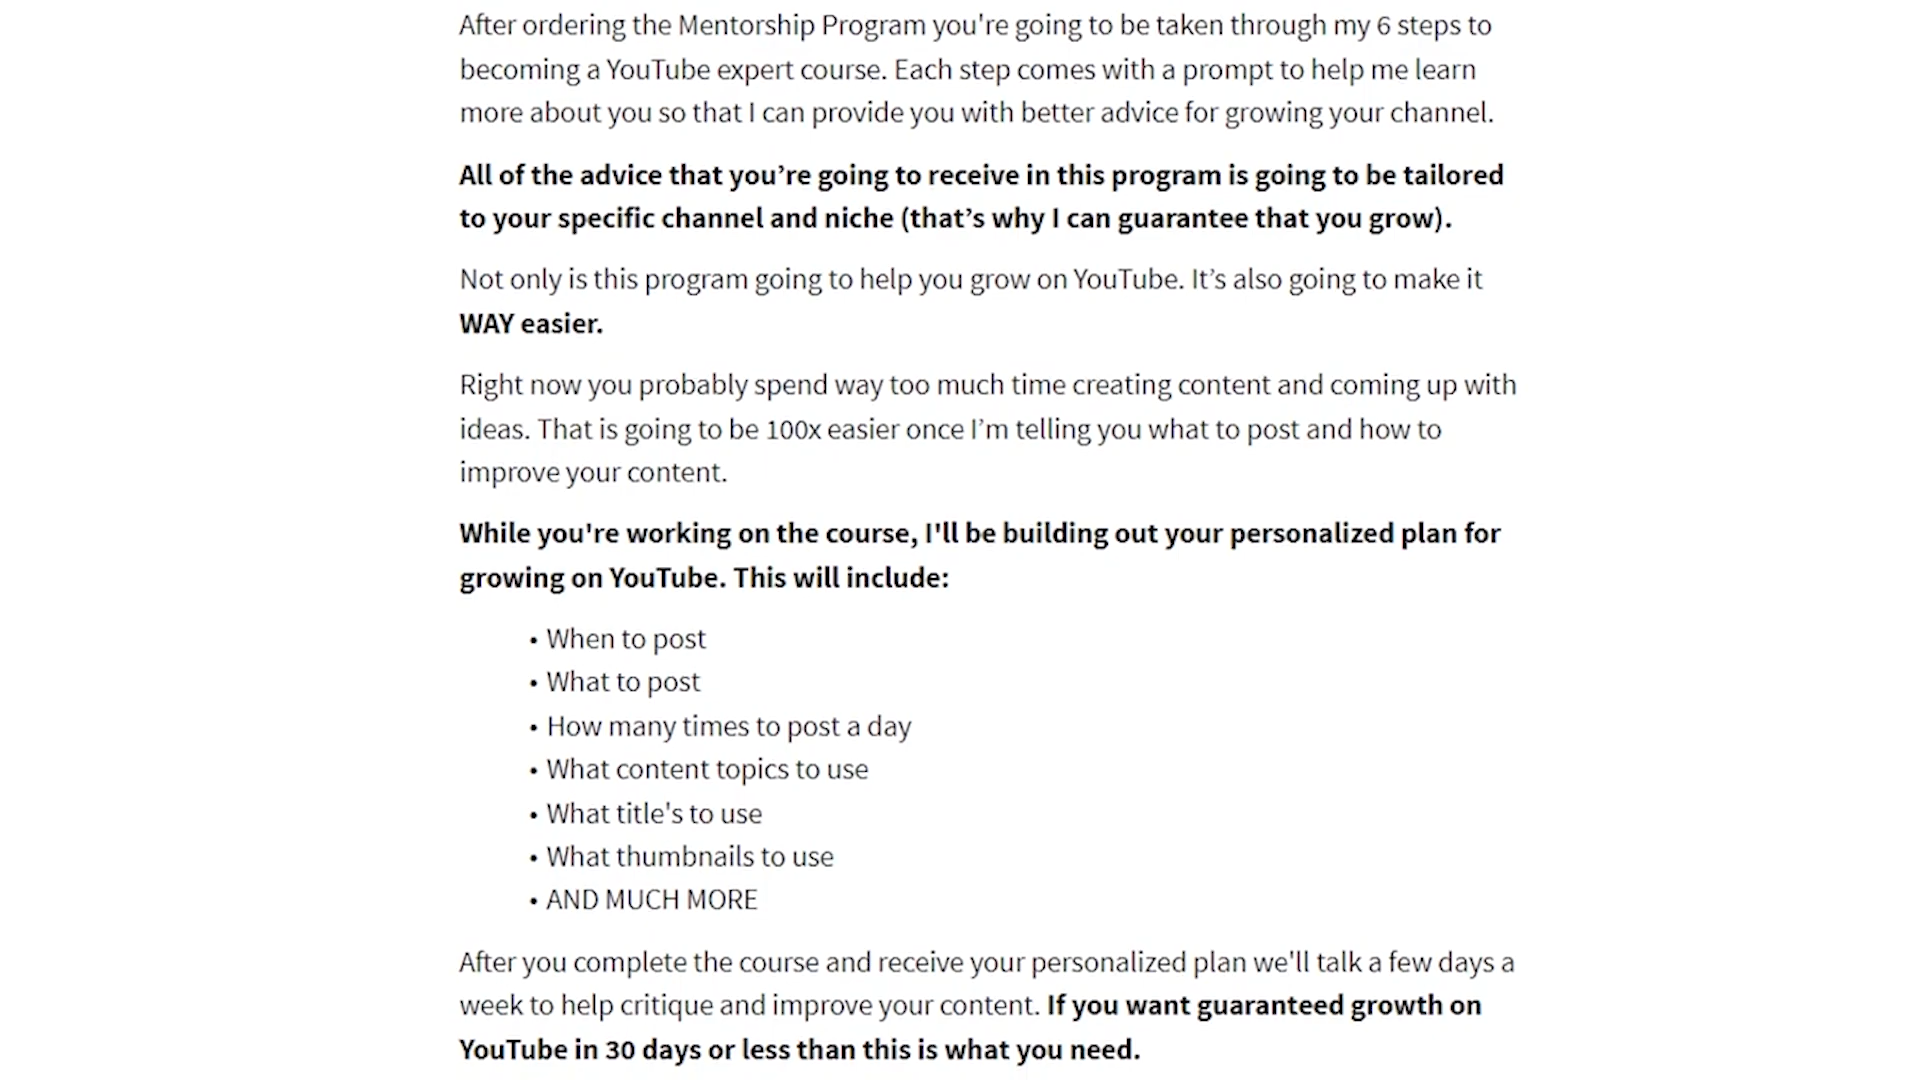 After ordering the Mentorship Program you're going to be taken through my 6 steps to
becoming a YouTube expert course. Each step comes with a prompt to help me learn
more about you so that I can provide you with better advice for growing your channel.
All of the advice that you’re going to receive in this program is going to be tailored
to your specific channel and niche (that’s why I can guarantee that you grow).
Not only is this program going to help you grow on YouTube. It’s also going to make it
WAY easier.
Right now you probably spend way too much time creating content and coming up with
ideas. That is going to be 100x easier once I’m telling you what to post and how to
improve your content.
While you're working on the course, I'll be building out your personalized plan for
growing on YouTube. This will include:
• When to post
• What to post
• How many times to post a day
• What content topics to use
• What title's to use
• What thumbnails to use
• AND MUCH MORE
After you complete the course and receive your personalized plan we'll talk a few days a
week to help critique and improve your content. If you want guaranteed growth on
YouTube in 30 days or less than this is what you need.